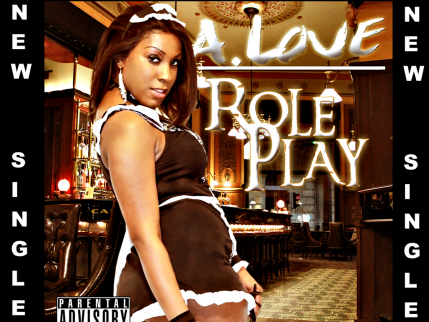 NEW SINGLE
A. LOVE
ROLE
PLAY
NEW SINGLE
PARENTAL
ADVISORY